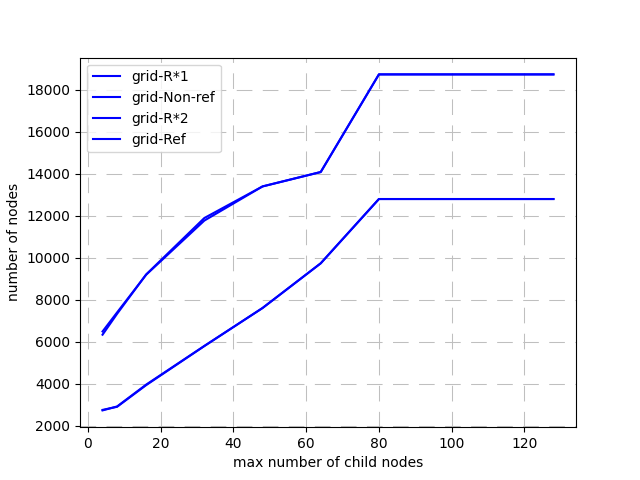 grid-R*1
grid-Non-ref
grid-R*2
grid-Ref
18000
16000
14000
12000
10000
8000
6000
4000
2000
number of nodes
0 20 40 60 80 100 120
max number of child nodes